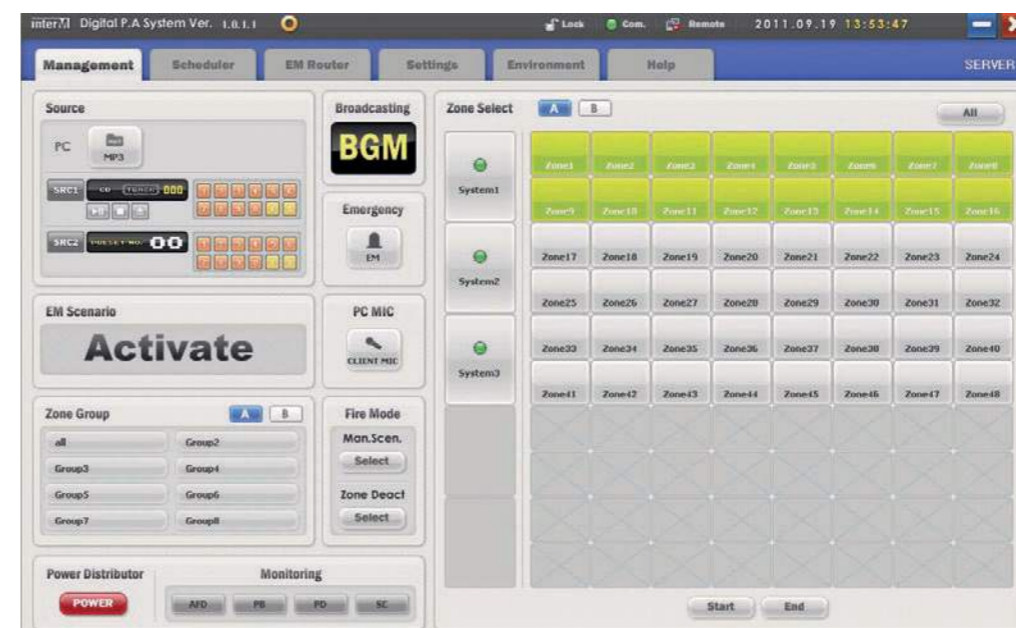 inter-M Digital P.A System Ver. 1.0.1.1 Lock Com. Remote 2011.09.19 13:53:47
Management Scheduler EM Router Settings Environment Help SERVER
Source
PC MP3
SRC1 CD 000
SRC2 PRESET NO. 00
Broadcasting
BGM
Emergency
EM
EM Scenario
Activate
PC MIC
CLIENT MIC
Zone Group A B
all Group2
Group3 Group4
Group5 Group6
Group7 Group8
Fire Mode
Man.Scen.
Select
Zone Deact
Select
Power Distributor Monitoring
POWER AFD PB PD SC
Zone Select A B All
System1
Zone1 Zone2 Zone3 Zone4 Zone5 Zone6 Zone7 Zone8
Zone9 Zone10 Zone11 Zone12 Zone13 Zone14 Zone15 Zone16
System2
Zone17 Zone18 Zone19 Zone20 Zone21 Zone22 Zone23 Zone24
Zone25 Zone26 Zone27 Zone28 Zone29 Zone30 Zone31 Zone32
System3
Zone33 Zone34 Zone35 Zone36 Zone37 Zone38 Zone39 Zone40
Zone41 Zone42 Zone43 Zone44 Zone45 Zone46 Zone47 Zone48
Start End